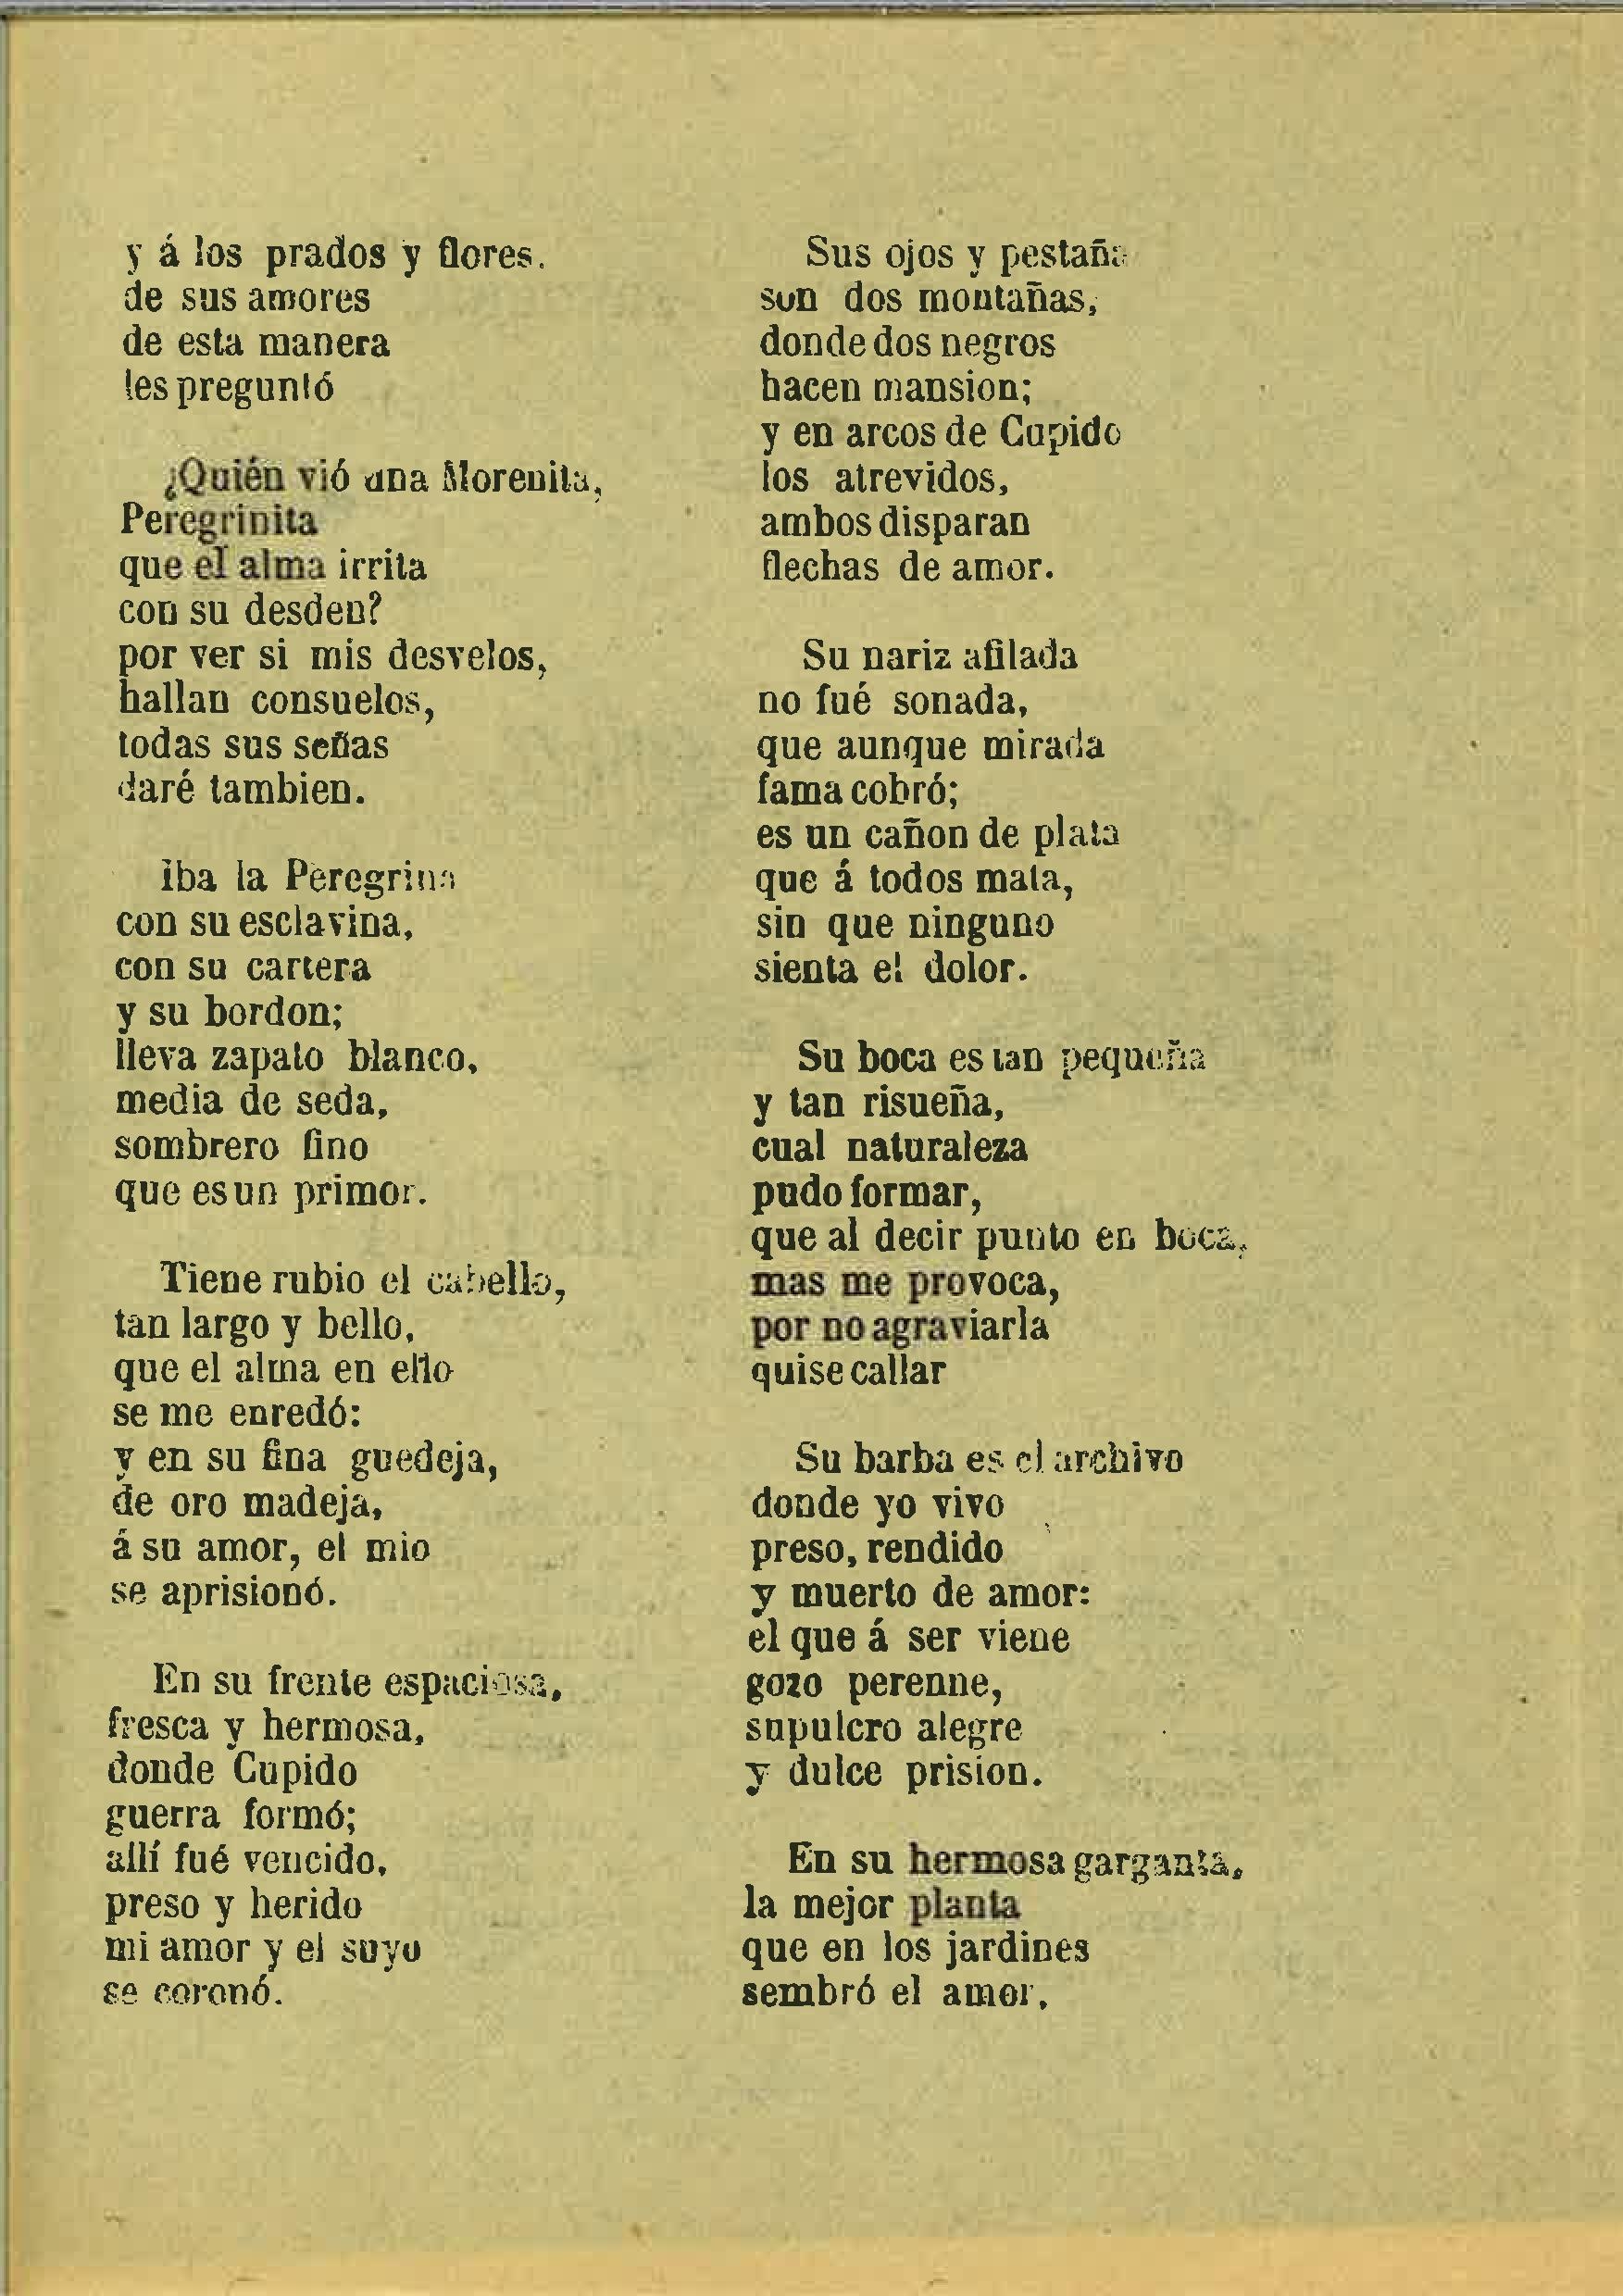 y á los prados y flores.
de sus amores
de esta manera
les preguntó
¿Quién vió una Morenita,
Peregrinita
que el alma irrita
con su desden?
por ver si mis desvelos,
hallan consuelos,
todas sus señas
daré tambien.
iba la Peregrina
con su esclavina,
con su cartera
y su bordon;
lleva zapato blanco,
media de seda,
sombrero fino
que es un primor.
Tiene rubio el cabello,
tan largo y bello,
que el alma en ello
se me enredó:
y en su fina guedeja,
de oro madeja,
á su amor, el mio
se aprisionó.
En su frente espaciosa,
fresca y hermosa,
donde Cupido
guerra formó;
allí fué vencido,
preso y herido
mi amor y el suyo
se coronó.
Sus ojos y pestaña
son dos montañas,
donde dos negros
hacen mansion;
y en arcos de Cupido
los atrevidos,
ambos disparan
flechas de amor.
Su nariz afilada
no fué sonada,
que aunque mirada
fama cobró;
es un cañon de plata
que á todos mata,
sin que ninguno
sienta el dolor.
Su boca es tan pequeña
y tan risueña,
cual naturaleza
pudo formar,
que al decir punto en boca,
mas me provoca,
por no agraviarla
quise callar
Su barba es el archivo
donde yo vivo
preso, rendido
y muerto de amor:
el que á ser viene
gozo perenne,
supulcro alegre
y dulce prision.
En su hermosa garganta,
la mejor planta
que en los jardines
sembró el amor,